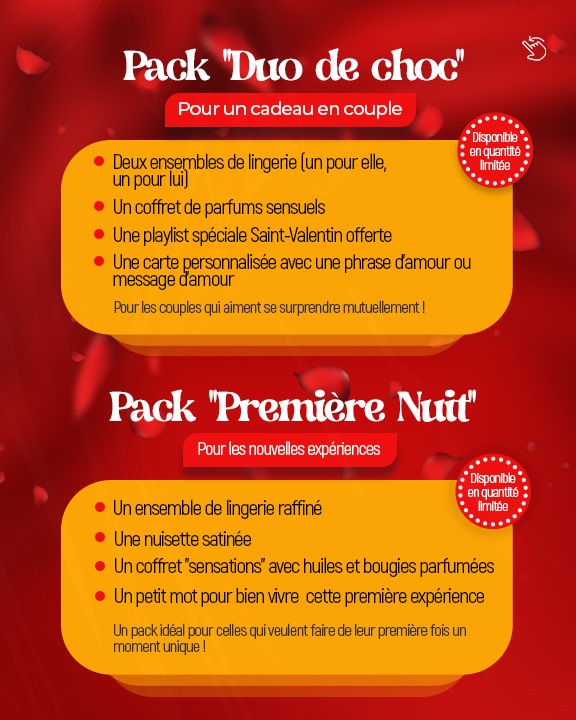 Pack "Duo de choc"
Pour un cadeau en couple
Disponible
en quantité
limitée
Deux ensembles de lingerie (un pour elle,
un pour lui)
Un coffret de parfums sensuels
Une playlist spéciale Saint-Valentin offerte
Une carte personnalisée avec une phrase d'amour ou
message d'amour
Pour les couples qui aiment se surprendre mutuellement !
Pack "Première Nuit"
Pour les nouvelles expériences
Disponible
en quantité
limitée
Un ensemble de lingerie raffiné
Une nuisette satinée
Un coffret "sensations" avec huiles et bougies parfumées
Un petit mot pour bien vivre cette première expérience
Un pack idéal pour celles qui veulent faire de leur première fois un
moment unique !